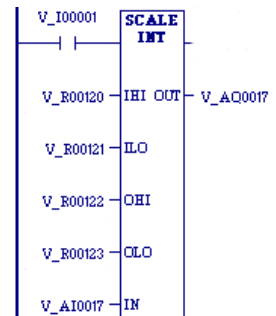 V_I00001 SCALE
INT
V_R00120 IHI OUT V_AQ0017
V_R00121 ILO
V_R00122 OHI
V_R00123 OLO
V_AI0017 IN